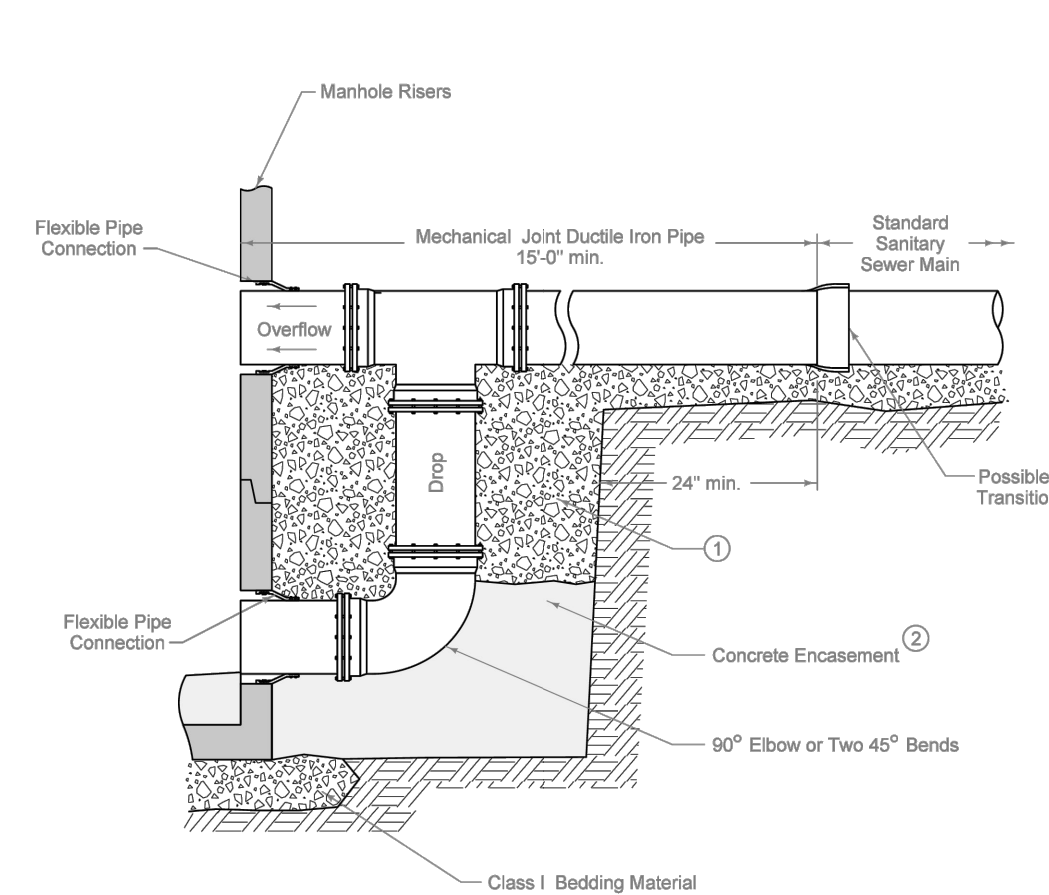 Manhole Risers
Flexible Pipe
Connection
Mechanical Joint Ductile Iron Pipe
15'-0" min.
Standard
Sanitary
Sewer Main
Overflow
Drop
24" min.
Possible
Transitio
1
Flexible Pipe
Connection
Concrete Encasement 2
90° Elbow or Two 45° Bends
Class I Bedding Material